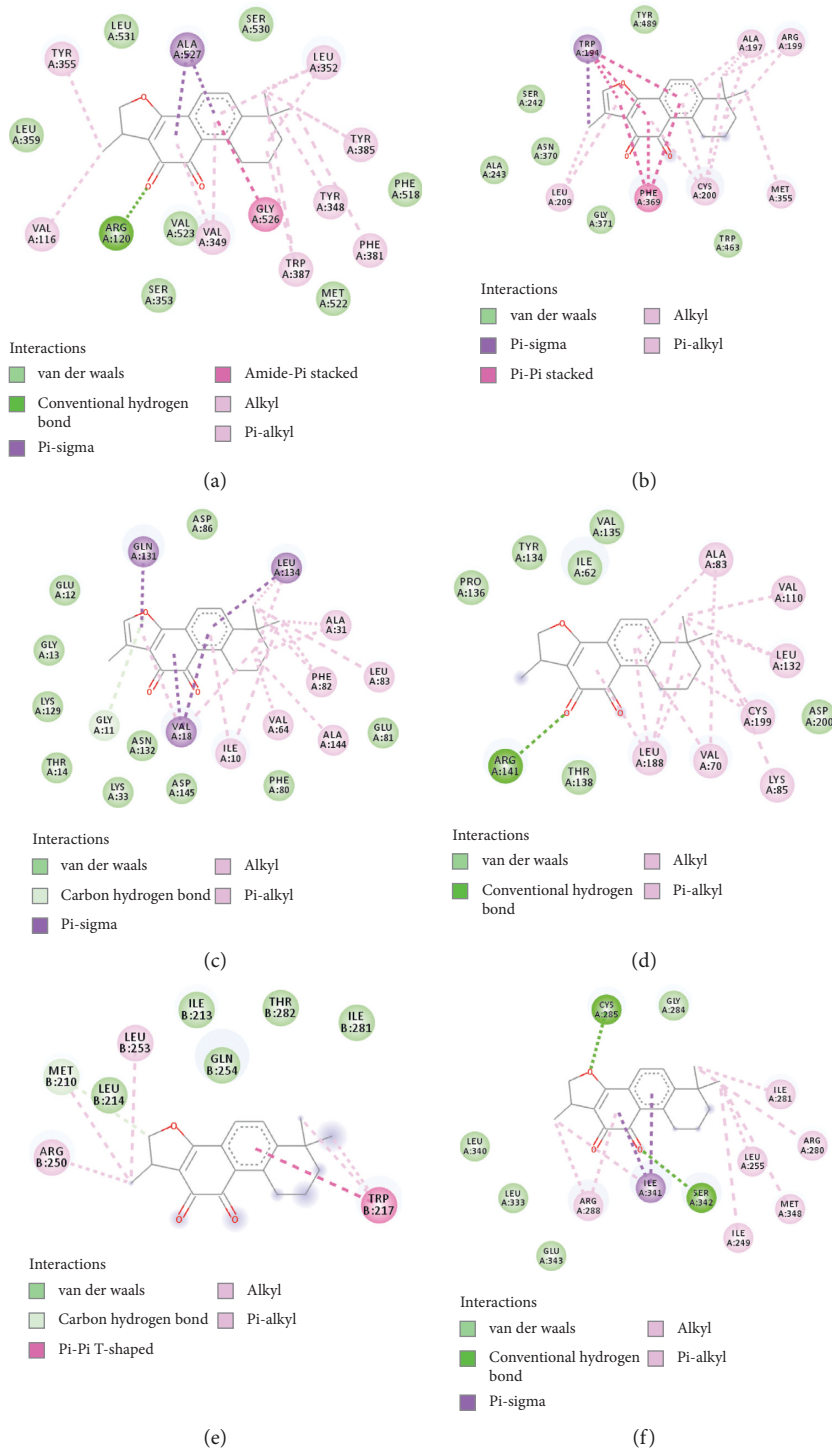 LEU
A:531
SER
A:530
ALA
A:527
TYR
A:355
LEU
A:352
LEU
A:359
TYR
A:385
PHE
A:518
TYR
A:348
GLY
A:526
VAL
A:116
ARG
A:120
VAL
A:523
VAL
A:349
PHE
A:381
TRP
A:387
SER
A:353
MET
A:522
O
O
O
Interactions
van der waals
Conventional hydrogen
bond
Pi-sigma
Amide-Pi stacked
Alkyl
Pi-alkyl
(a)
TYR
A:489
TRP
A:194
ALA
A:197
ARG
A:199
SER
A:242
ASN
A:370
ALA
A:243
LEU
A:209
PHE
A:369
CYS
A:200
MET
A:355
GLY
A:371
TRP
A:463
O
O
O
Interactions
van der waals
Pi-sigma
Pi-Pi stacked
Alkyl
Pi-alkyl
(b)
ASP
A:86
GLN
A:131
LEU
A:134
GLU
A:12
ALA
A:31
GLY
A:13
PHE
A:82
LEU
A:83
LYS
A:129
GLY
A:11
VAL
A:18
VAL
A:64
ASN
A:132
ILE
A:10
ALA
A:144
GLU
A:81
THR
A:14
LYS
A:33
ASP
A:145
PHE
A:80
O
O
O
Interactions
van der waals
Carbon hydrogen bond
Pi-sigma
Alkyl
Pi-alkyl
(c)
VAL
A:135
TYR
A:134
ILE
A:62
ALA
A:83
PRO
A:136
VAL
A:110
LEU
A:132
CYS
A:199
ASP
A:200
ARG
A:141
THR
A:138
LEU
A:188
VAL
A:70
LYS
A:85
O
O
O
Interactions
van der waals
Conventional hydrogen
bond
Alkyl
Pi-alkyl
(d)
ILE
B:213
THR
B:282
ILE
B:281
LEU
B:253
GLN
B:254
MET
B:210
LEU
B:214
ARG
B:250
TRP
B:217
O
O
O
Interactions
van der waals
Carbon hydrogen bond
Pi-Pi T-shaped
Alkyl
Pi-alkyl
(e)
CYS
A:285
GLY
A:284
ILE
A:281
ARG
A:280
LEU
A:340
LEU
A:255
LEU
A:333
ARG
A:288
ILE
A:341
SER
A:342
MET
A:348
ILE
A:249
GLU
A:343
O
O
O
Interactions
van der waals
Conventional hydrogen
bond
Pi-sigma
Alkyl
Pi-alkyl
(f)